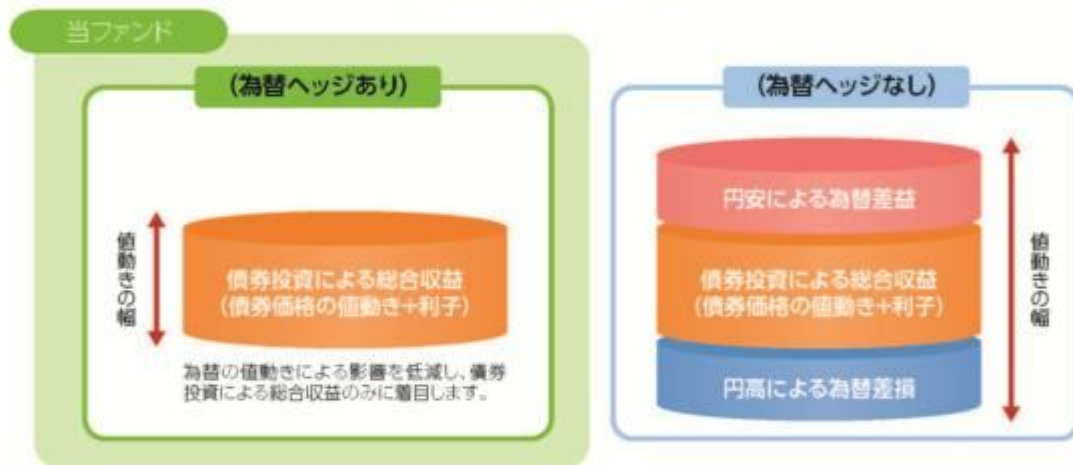 当ファンド
(為替ヘッジあり)
値動きの幅
債券投資による総合収益
(債券価格の値動き+利子)
為替の値動きによる影響を低減し、債券
投資による総合収益のみに着目します。
(為替ヘッジなし)
円安による為替差益
債券投資による総合収益
(債券価格の値動き+利子)
円高による為替差損
値動きの幅